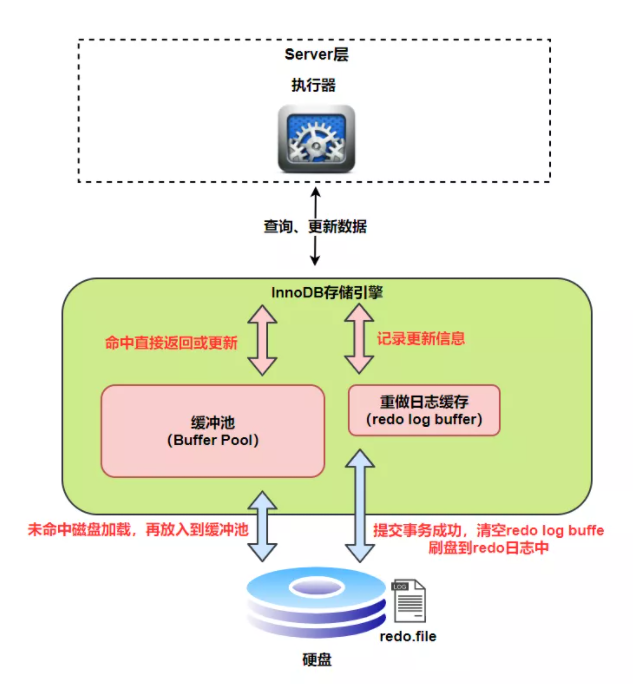 Server层
执行器
查询、更新数据
InnoDB存储引擎
命中直接返回或更新
记录更新信息
缓冲池
（Buffer Pool）
重做日志缓存
（redo log buffer）
未命中磁盘加载，再放入到缓冲池
提交事务成功，清空redo log buffe
刷盘到redo日志中
LOG
redo.file
硬盘